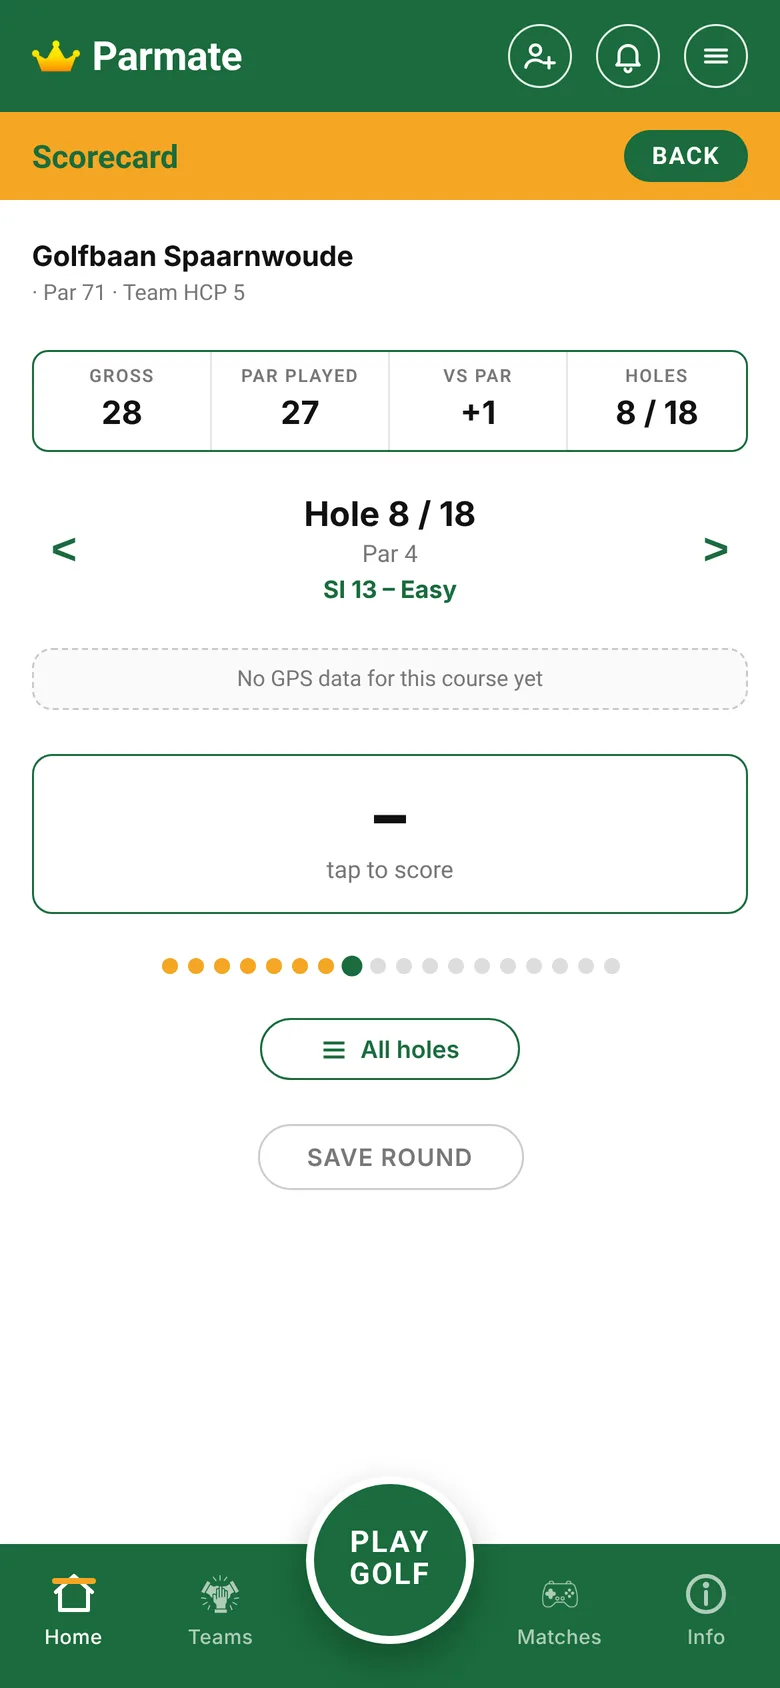 Parmate
Scorecard
BACK
Golfbaan Spaarnwoude
· Par 71 · Team HCP 5
GROSS
28
PAR PLAYED
27
VS PAR
+1
HOLES
8 / 18
<
Hole 8 / 18
Par 4
SI 13 – Easy
>
No GPS data for this course yet
–
tap to score
All holes
SAVE ROUND
PLAY
GOLF
Home
Teams
Matches
Info